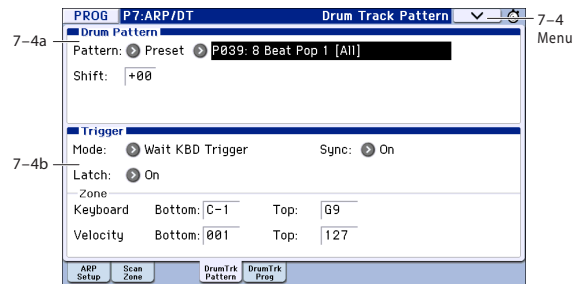 PROG P7:ARP/DT Drum Track Pattern
7–4
Menu
7–4a
Drum Pattern
Pattern: Preset P039: 8 Beat Pop 1 [All]
Shift: +00
7–4b
Trigger
Mode: Wait KBD Trigger Sync: On
Latch: On
Zone
Keyboard Bottom: C-1 Top: G9
Velocity Bottom: 001 Top: 127
ARP Setup
Scan Zone
DrumTrk Pattern
DrumTrk Prog